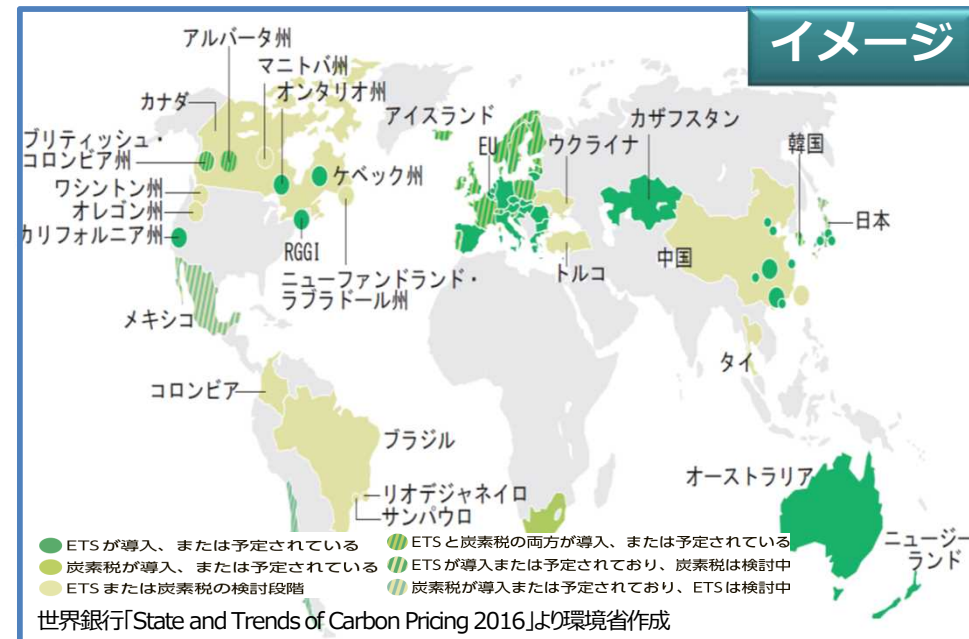 イメージ
アルバータ州
マニトバ州
オンタリオ州
カナダ
アイスランド
カザフスタン
ブリティッシュ・
コロンビア州
EU
ウクライナ
韓国
ケベック州
ワシントン州
オレゴン州
カリフォルニア州
日本
RGGI
ニューファンドランド・
ラブラドール州
トルコ
中国
メキシコ
タイ
コロンビア
ブラジル
オーストラリア
リオデジャネイロ
サンパウロ
ニュージー
ランド
ETSが導入、または予定されている
炭素税が導入、または予定されている
ETSまたは炭素税の検討段階
ETSと炭素税の両方が導入、または予定されている
ETSが導入または予定されており、炭素税は検討中
炭素税が導入または予定されており、ETSは検討中
世界銀行「State and Trends of Carbon Pricing 2016」より環境省作成